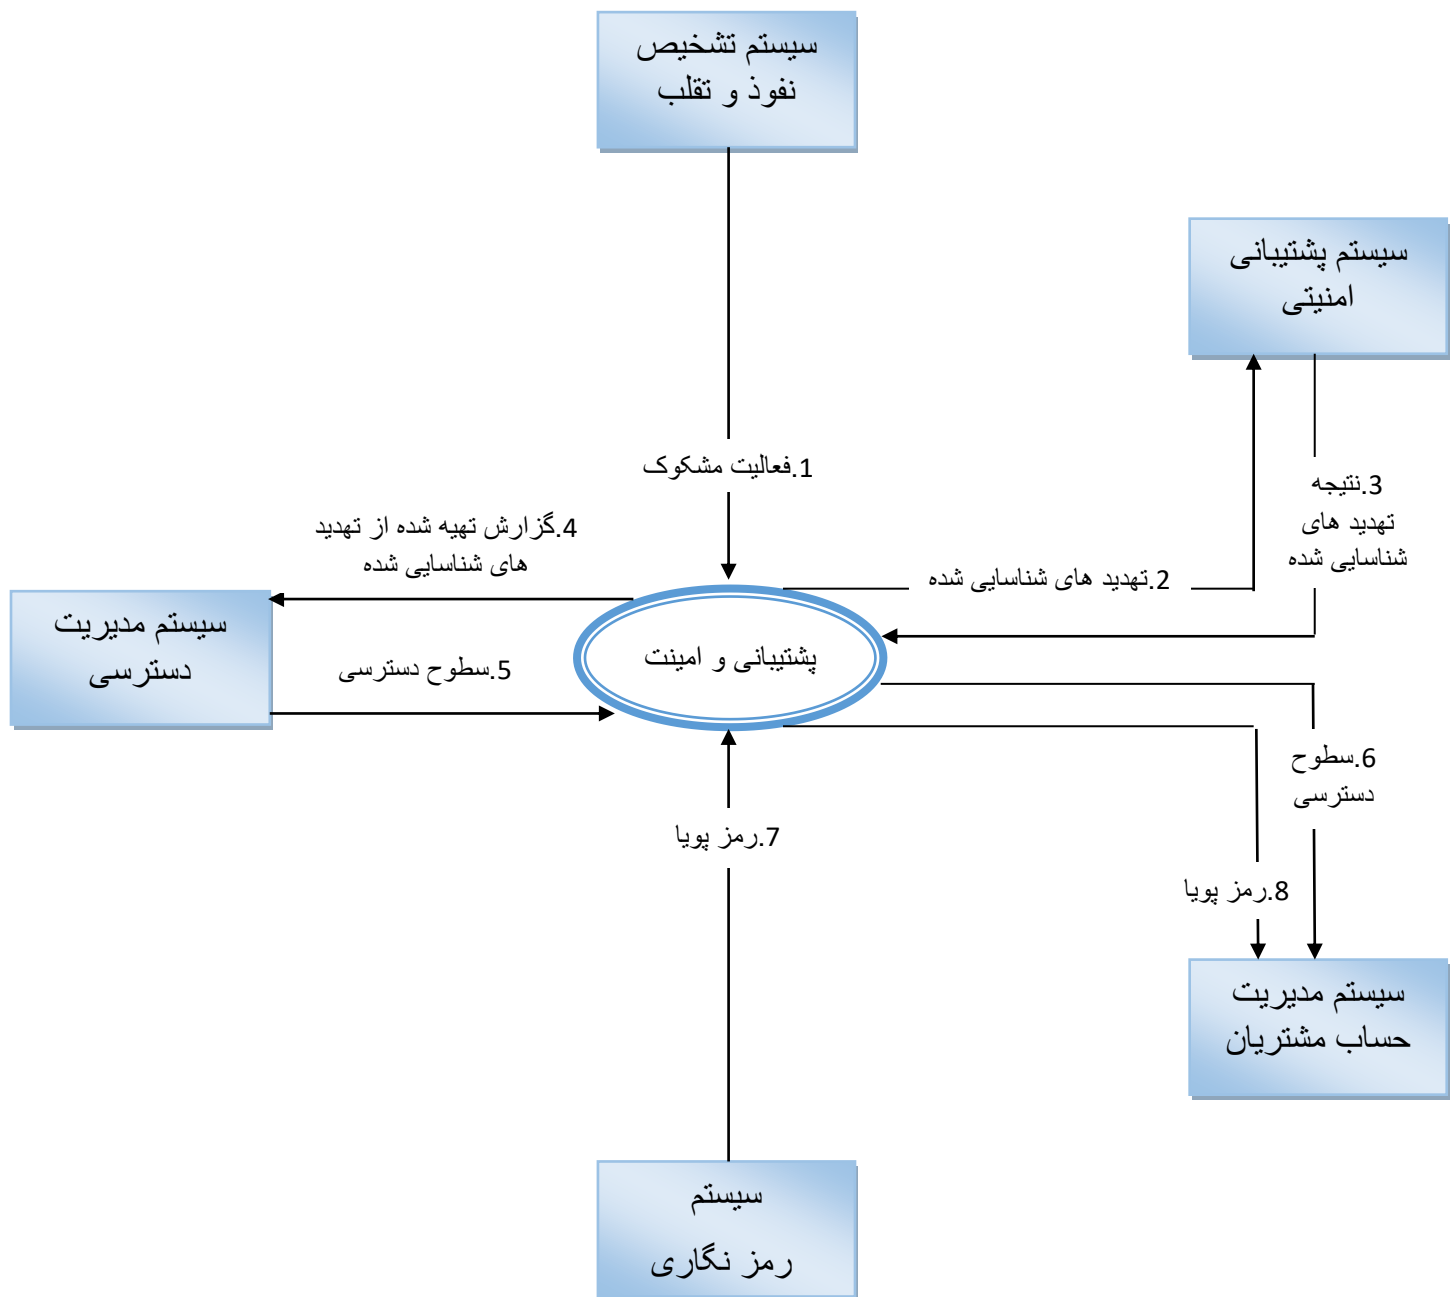 سیستم تشخیص
نفوذ و تقلب
سیستم پشتیبانی
امنیتی
1.فعالیت مشکوک
3.نتیجه
تهدید های
شناسایی شده
4.گزارش تهیه شده از تهدید
های شناسایی شده
2.تهدید های شناسایی شده
سیستم مدیریت
دسترسی
پشتیبانی و امینت
5.سطوح دسترسی
6.سطوح
دسترسی
7.رمز پویا
8.رمز پویا
سیستم مدیریت
حساب مشتریان
سیستم
رمز نگاری